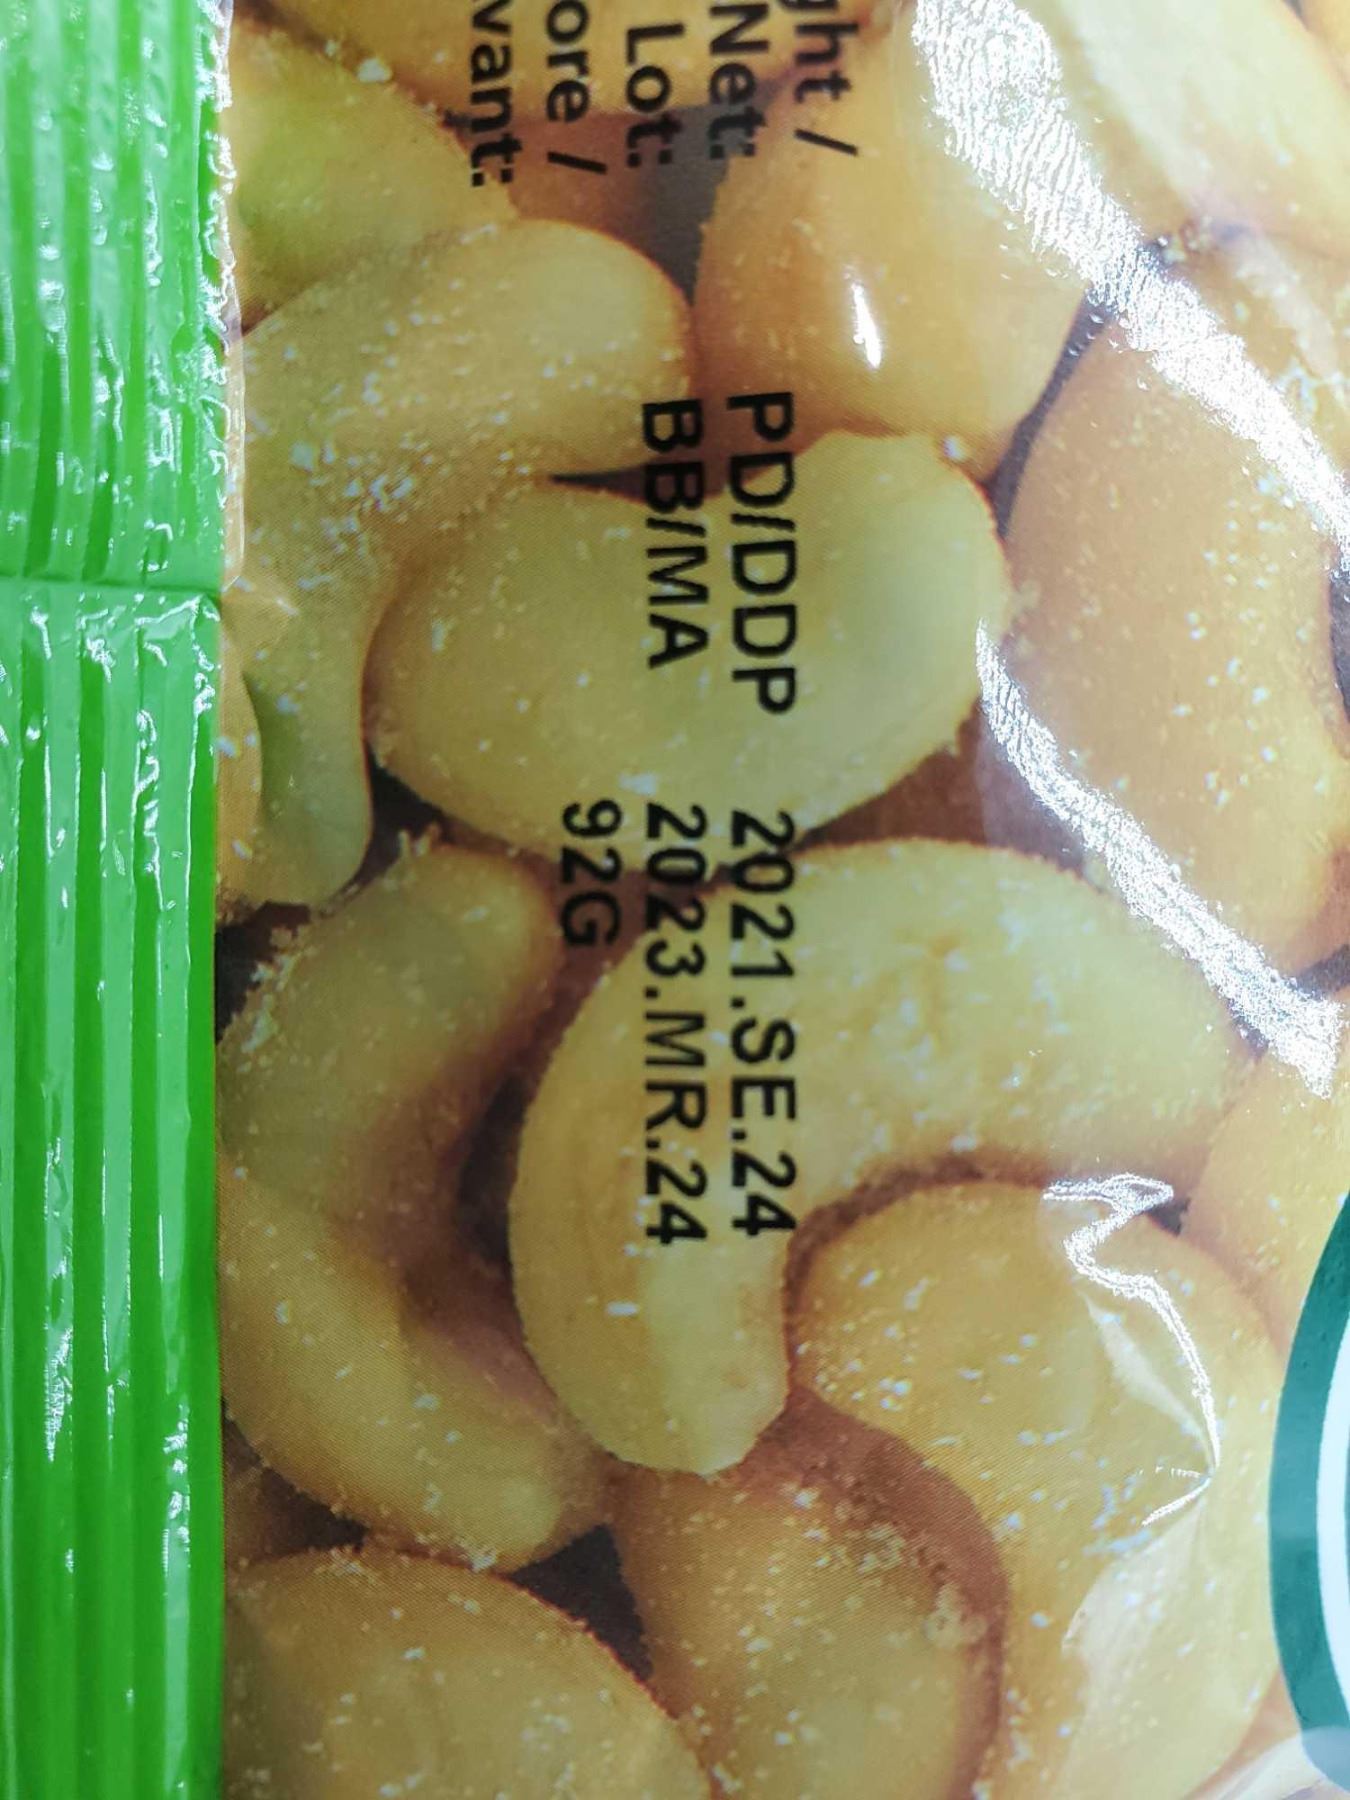 ght /
Net:
Lot:
ore /
vant:
PD/DDP 2021.SE.24
BB/MA 2023.MR.24
92G